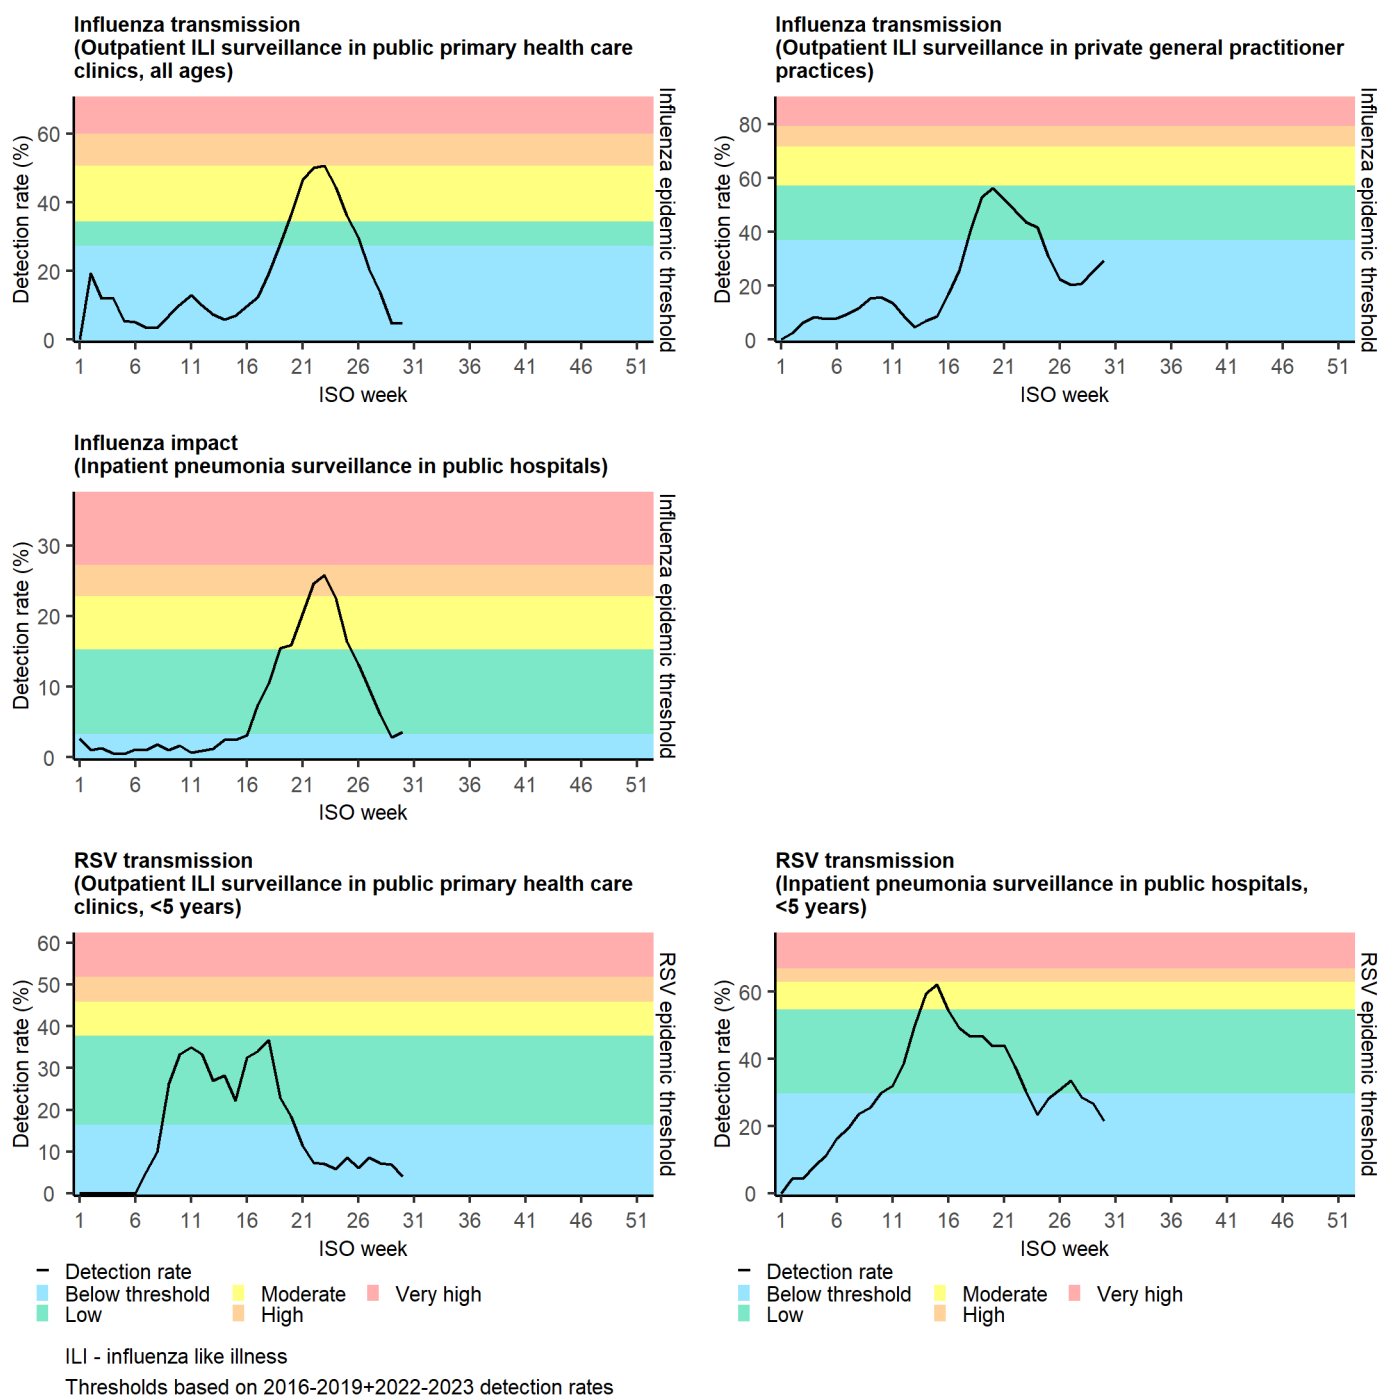 Influenza transmission
(Outpatient ILI surveillance in public primary health care
clinics, all ages)
Detection rate (%)
60
40
20
0
1 6 11 16 21 26 31 36 41 46 51
ISO week
Influenza epidemic threshold
Influenza transmission
(Outpatient ILI surveillance in private general practitioner
practices)
Detection rate (%)
80
60
40
20
0
1 6 11 16 21 26 31 36 41 46 51
ISO week
Influenza epidemic threshold
Influenza impact
(Inpatient pneumonia surveillance in public hospitals)
Detection rate (%)
30
20
10
0
1 6 11 16 21 26 31 36 41 46 51
ISO week
Influenza epidemic threshold
RSV transmission
(Outpatient ILI surveillance in public primary health care
clinics, <5 years)
Detection rate (%)
60
50
40
30
20
10
0
1 6 11 16 21 26 31 36 41 46 51
ISO week
RSV epidemic threshold
RSV transmission
(Inpatient pneumonia surveillance in public hospitals,
<5 years)
Detection rate (%)
60
40
20
0
1 6 11 16 21 26 31 36 41 46 51
ISO week
RSV epidemic threshold
Detection rate
Below threshold Moderate Very high
Low High
Detection rate
Below threshold Moderate Very high
Low High
ILI - influenza like illness
Thresholds based on 2016-2019+2022-2023 detection rates